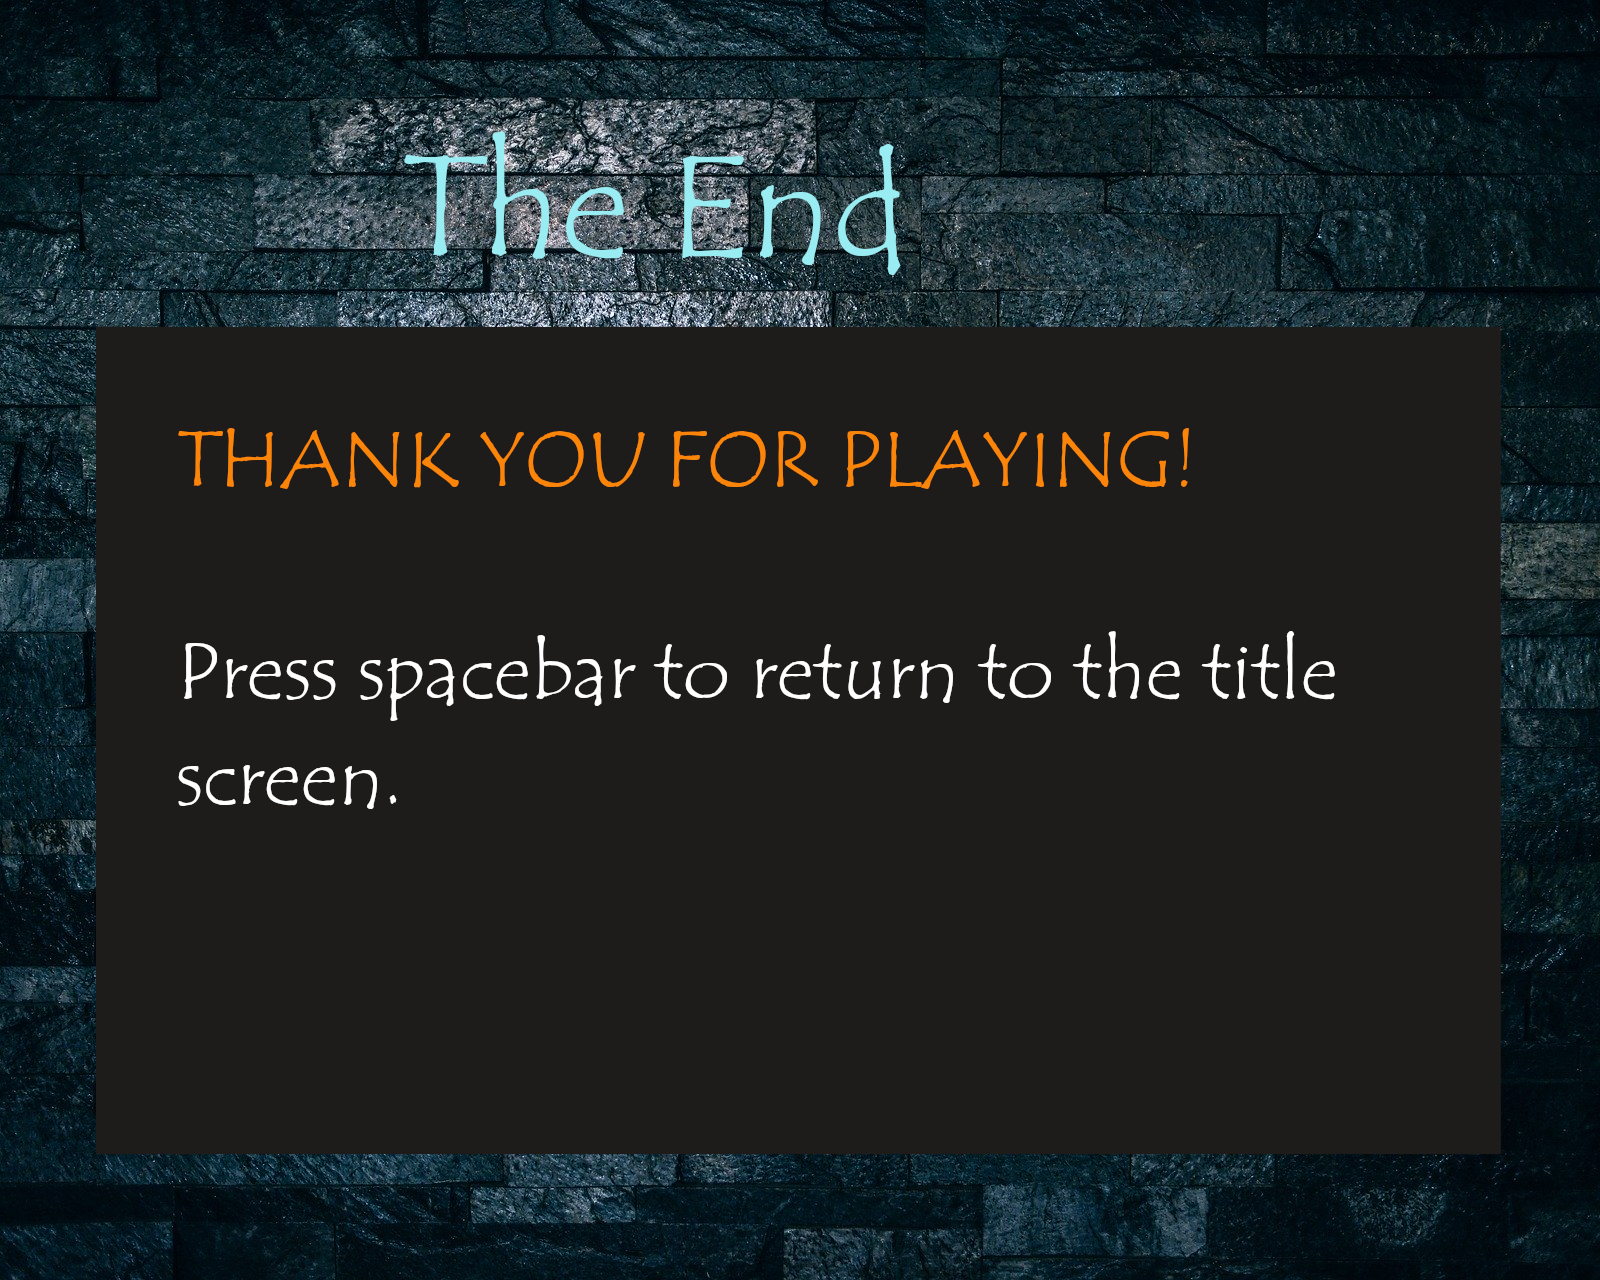 The End
THANK YOU FOR PLAYING!
Press spacebar to return to the title
screen.